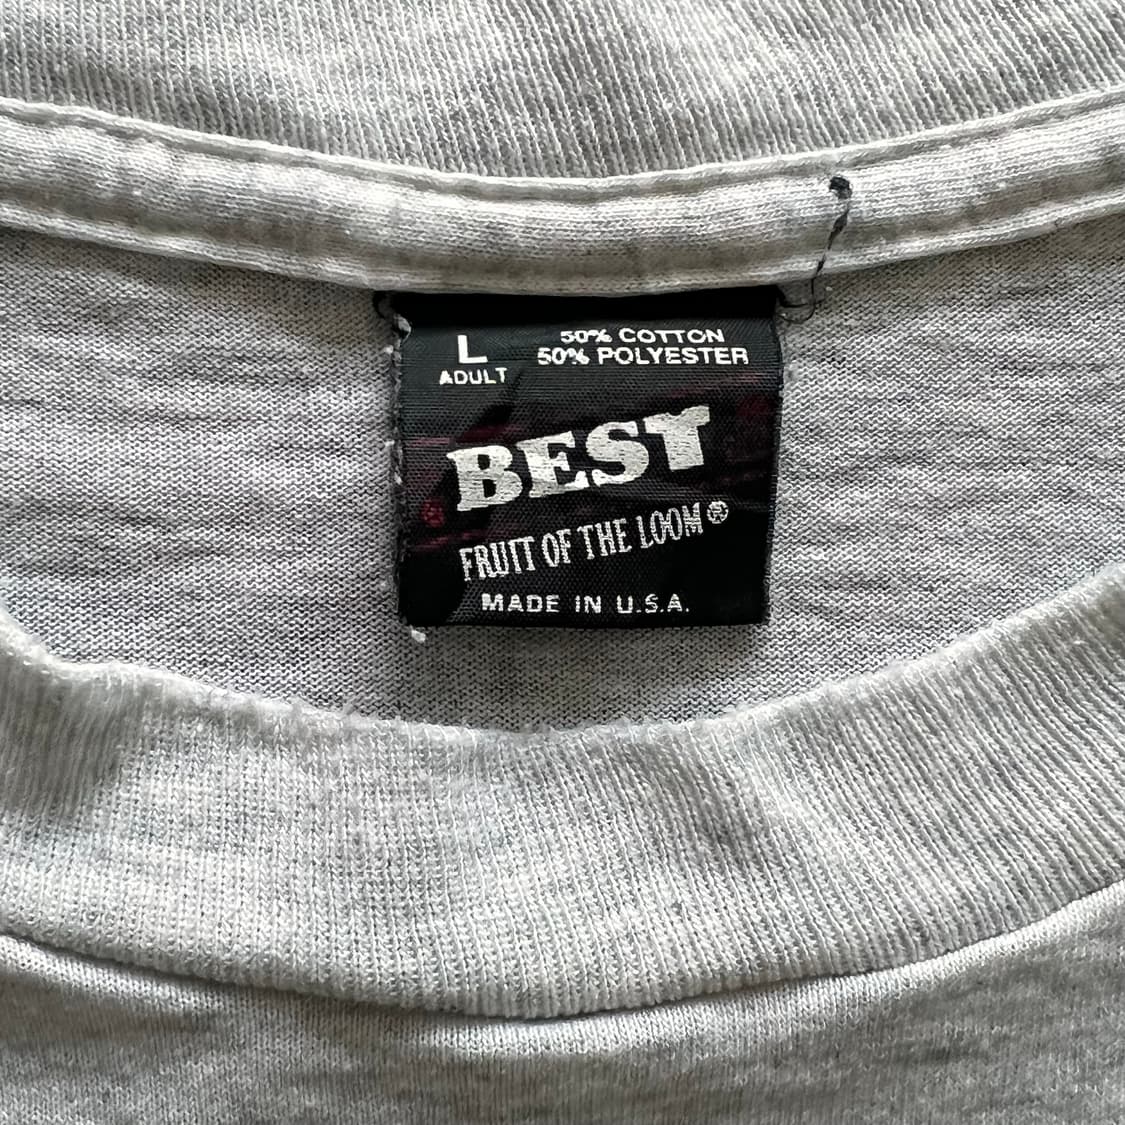 L
ADULT
50% COTTON
50% POLYESTER
BEST
FRUIT OF THE LOOM®
MADE IN U.S.A.